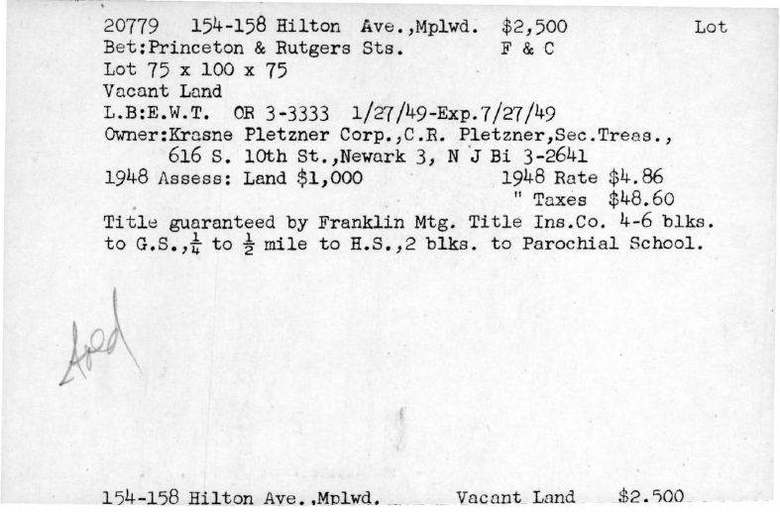 20779 154-158 Hilton Ave.,Mplwd. $2,500 Lot
Bet:Princeton & Rutgers Sts. F & C
Lot 75 x 100 x 75
Vacant Land
L.B:E.W.T. OR 3-3333 1/27/49-Exp.7/27/49
Owner:Krasne Pletzner Corp.,C.R. Pletzner,Sec.Treas.,
616 S. 10th St.,Newark 3, N J Bi 3-2641
1948 Assess: Land $1,000 1948 Rate $4.86
" Taxes $48.60
Title guaranteed by Franklin Mtg. Title Ins.Co. 4-6 blks.
to G.S.,¼ to ½ mile to H.S.,2 blks. to Parochial School.
Sold
154-158 Hilton Ave.,Mplwd. Vacant Land $2.500